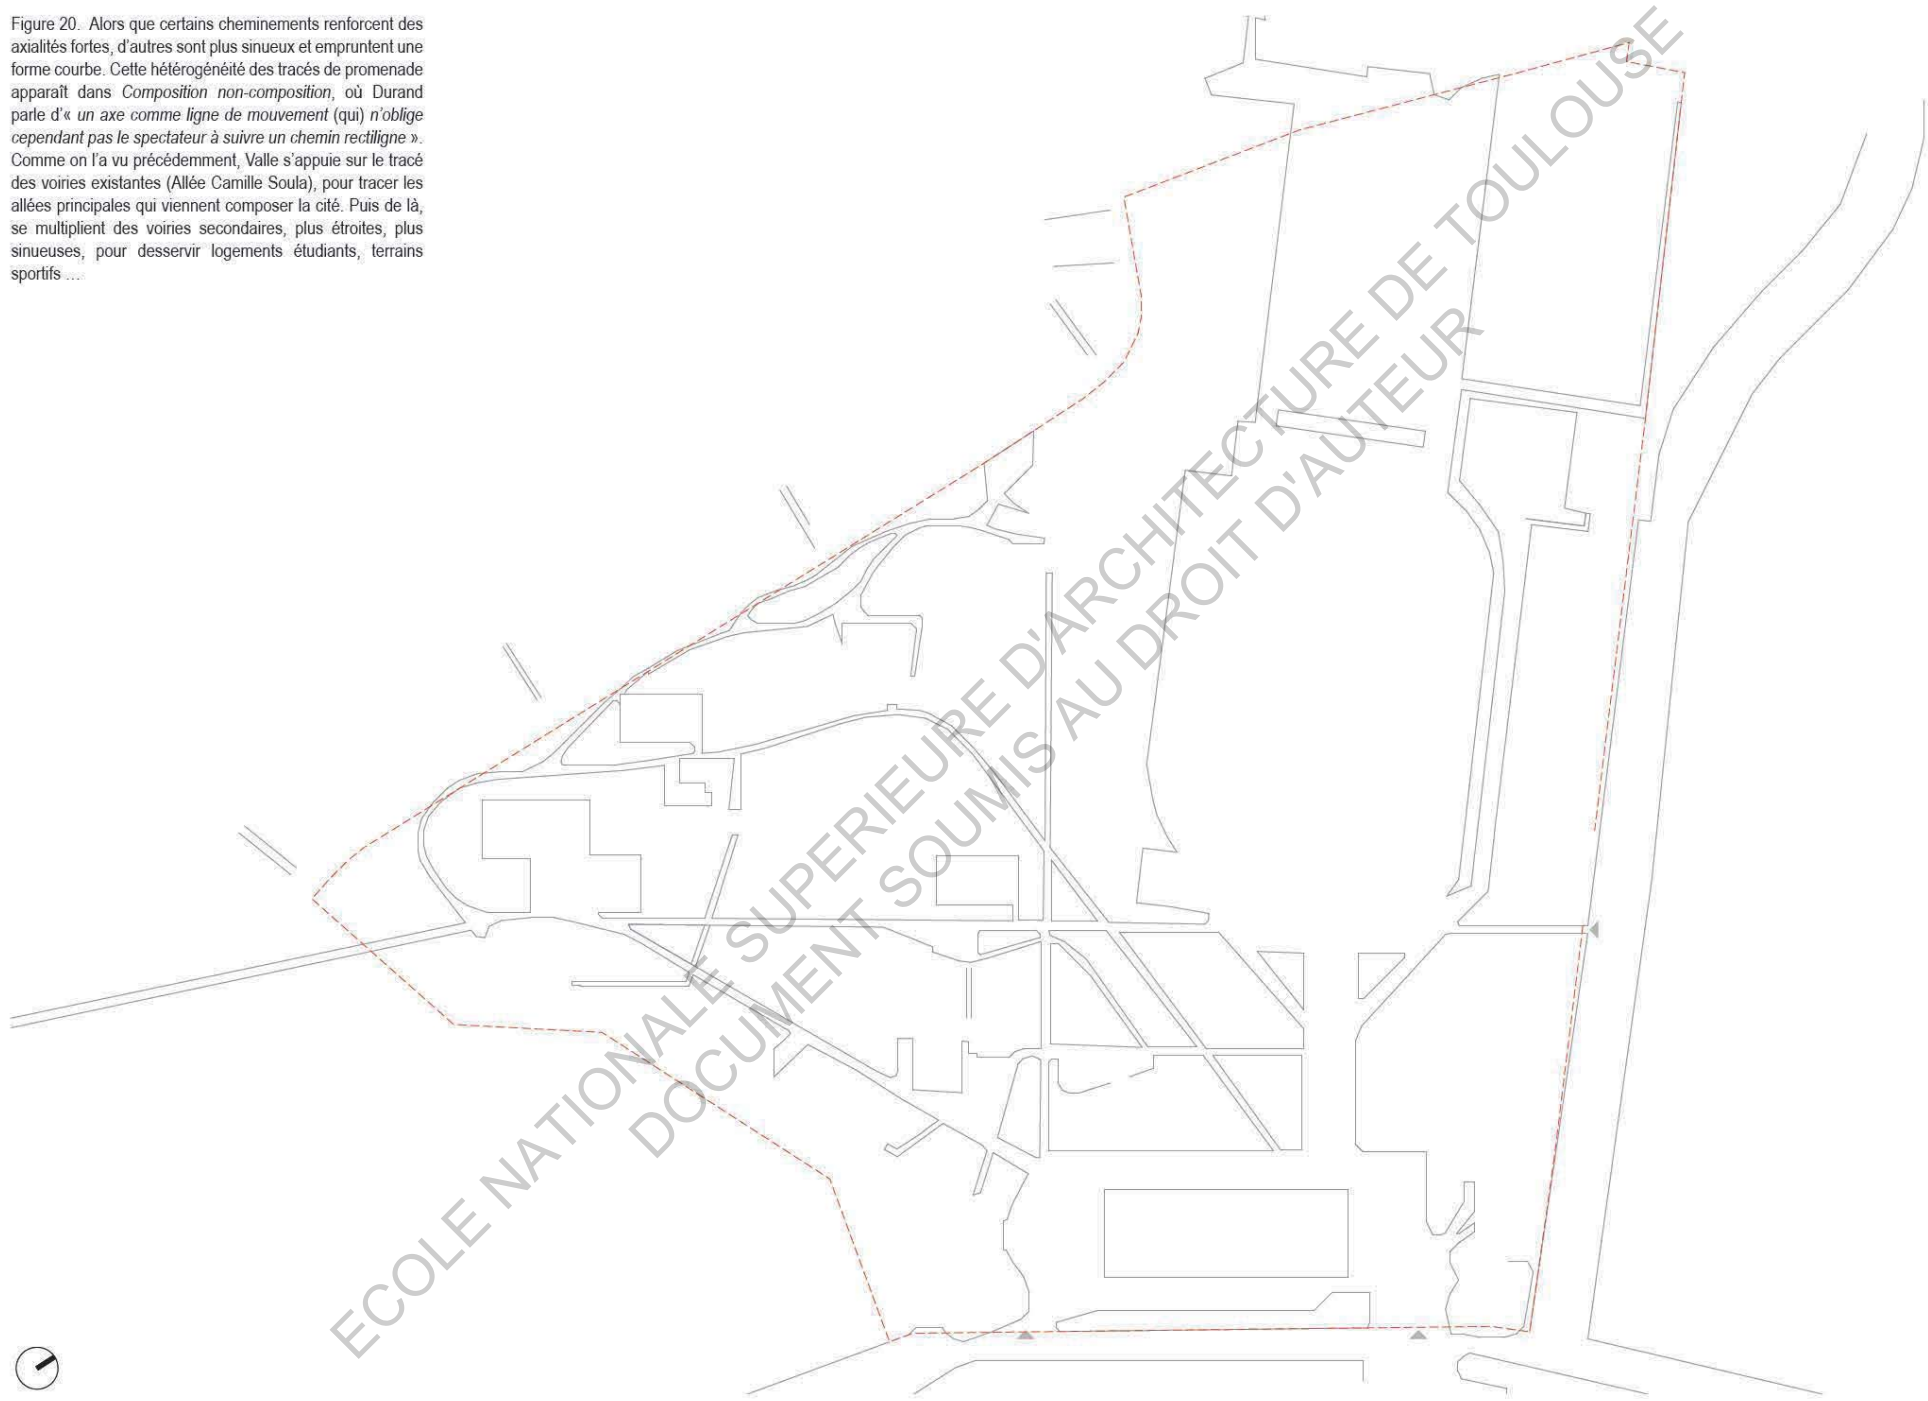 Figure 20. Alors que certains cheminements renforcent des
axialités fortes, d'autres sont plus sinueux et empruntent une
forme courbe. Cette hétérogénéité des tracés de promenade
apparaît dans Composition non-composition, où Durand
parle d'« un axe comme ligne de mouvement (qui) n'oblige
cependant pas le spectateur à suivre un chemin rectiligne ».
Comme on l'a vu précédemment, Valle s'appuie sur le tracé
des voiries existantes (Allée Camille Soula), pour tracer les
allées principales qui viennent composer la cité. Puis de là,
se multiplient des voiries secondaires, plus étroites, plus
sinueuses, pour desservir logements étudiants, terrains
sportifs ...
ECOLE NATIONALE SUPERIEURE D'ARCHITECTURE DE TOULOUSE
DOCUMENT SOUMIS AU DROIT D'AUTEUR